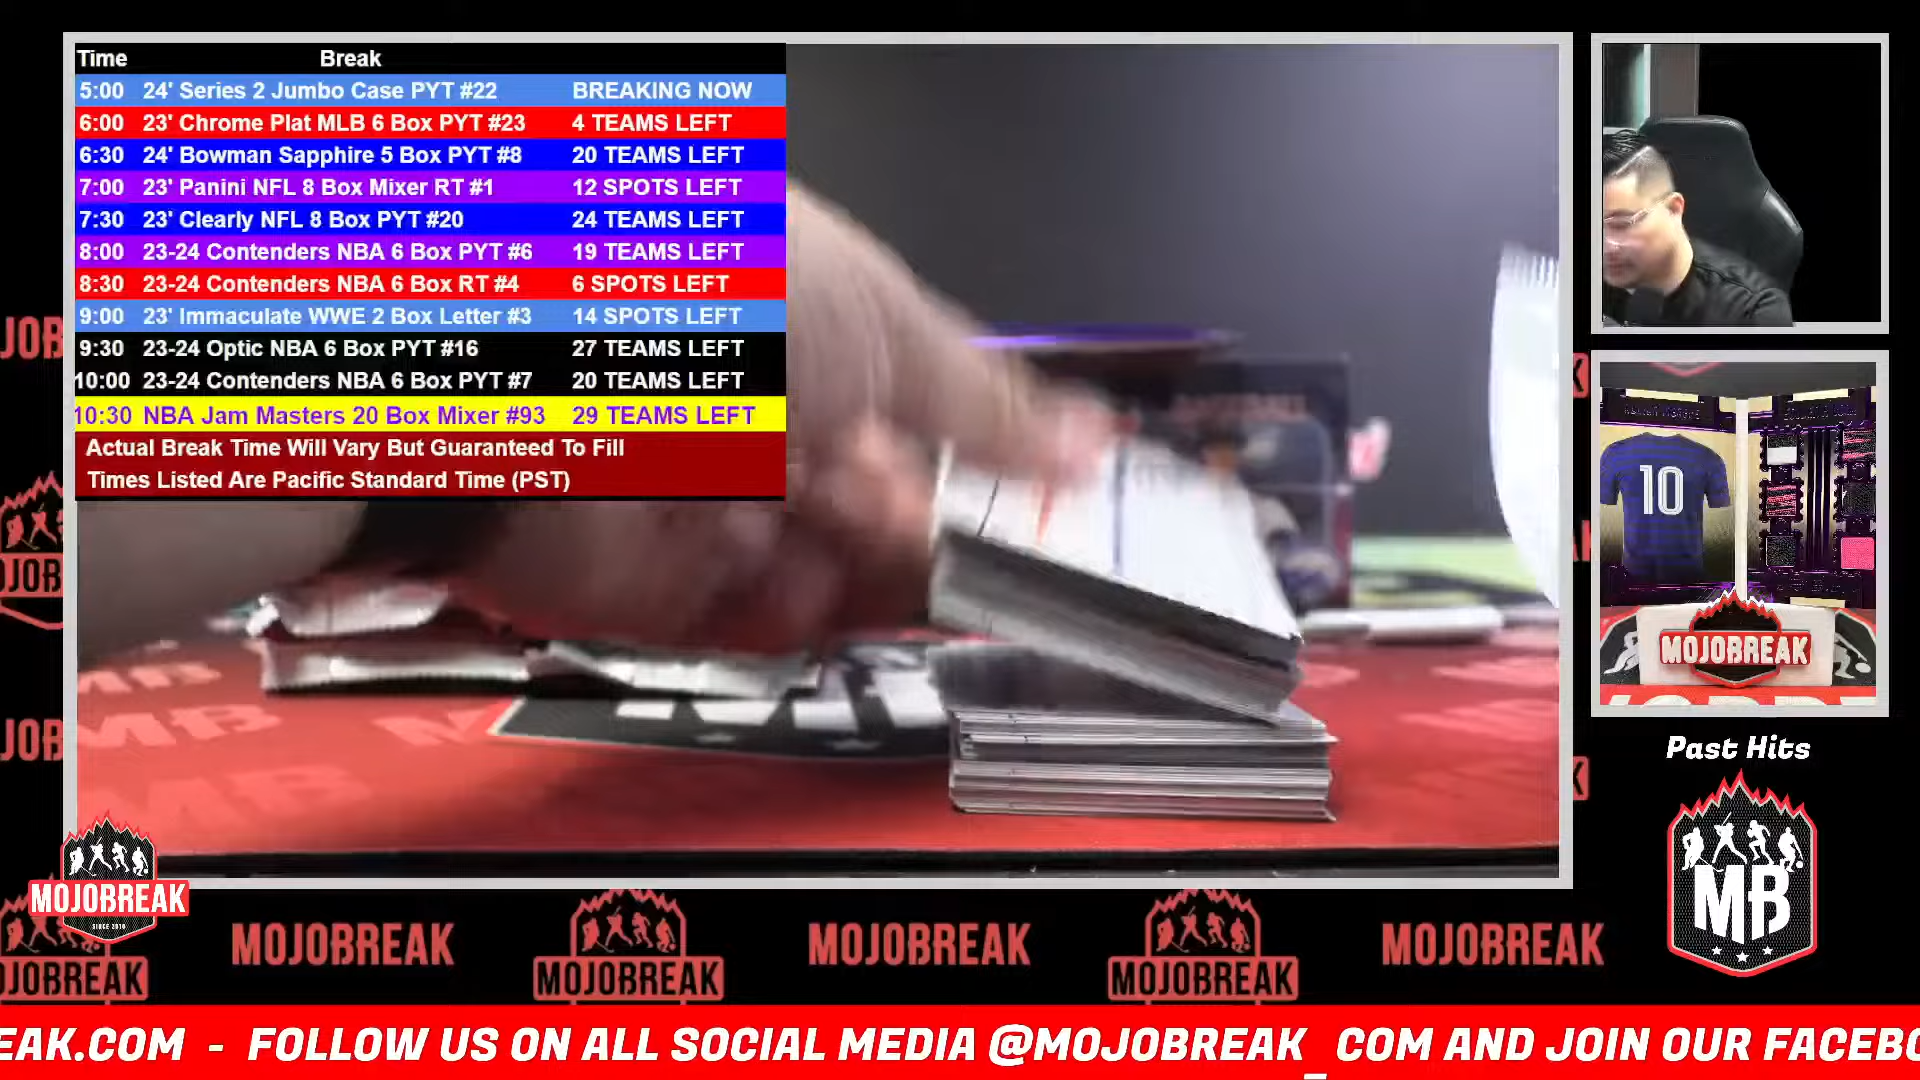 Time Break
5:00 24' Series 2 Jumbo Case PYT #22 BREAKING NOW
6:00 23' Chrome Plat MLB 6 Box PYT #23 4 TEAMS LEFT
6:30 24' Bowman Sapphire 5 Box PYT #8 20 TEAMS LEFT
7:00 23' Panini NFL 8 Box Mixer RT #1 12 SPOTS LEFT
7:30 23' Clearly NFL 8 Box PYT #20 24 TEAMS LEFT
8:00 23-24 Contenders NBA 6 Box PYT #6 19 TEAMS LEFT
8:30 23-24 Contenders NBA 6 Box RT #4 6 SPOTS LEFT
9:00 23' Immaculate WWE 2 Box Letter #3 14 SPOTS LEFT
9:30 23-24 Optic NBA 6 Box PYT #16 27 TEAMS LEFT
10:00 23-24 Contenders NBA 6 Box PYT #7 20 TEAMS LEFT
10:30 NBA Jam Masters 20 Box Mixer #93 29 TEAMS LEFT
Actual Break Time Will Vary But Guaranteed To Fill
Times Listed Are Pacific Standard Time (PST)
10
MOJOBREAK
Past Hits
MB
MB
MB
MB
MOJOBREAK
SINCE 2010
MOJOBREAK
MOJOBREAK
MOJOBREAK
MOJOBREAK
MOJOBREAK
OJOBREAK
EAK.COM - FOLLOW US ON ALL SOCIAL MEDIA @MOJOBREAK_COM AND JOIN OUR FACEBO